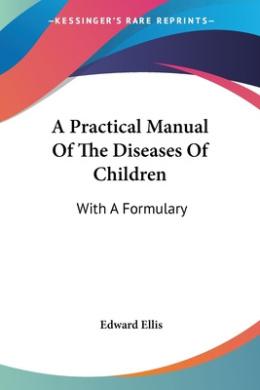 •KESSINGER'S RARE REPRINTS•
A Practical Manual
Of The Diseases Of
Children
With A Formulary
Edward Ellis